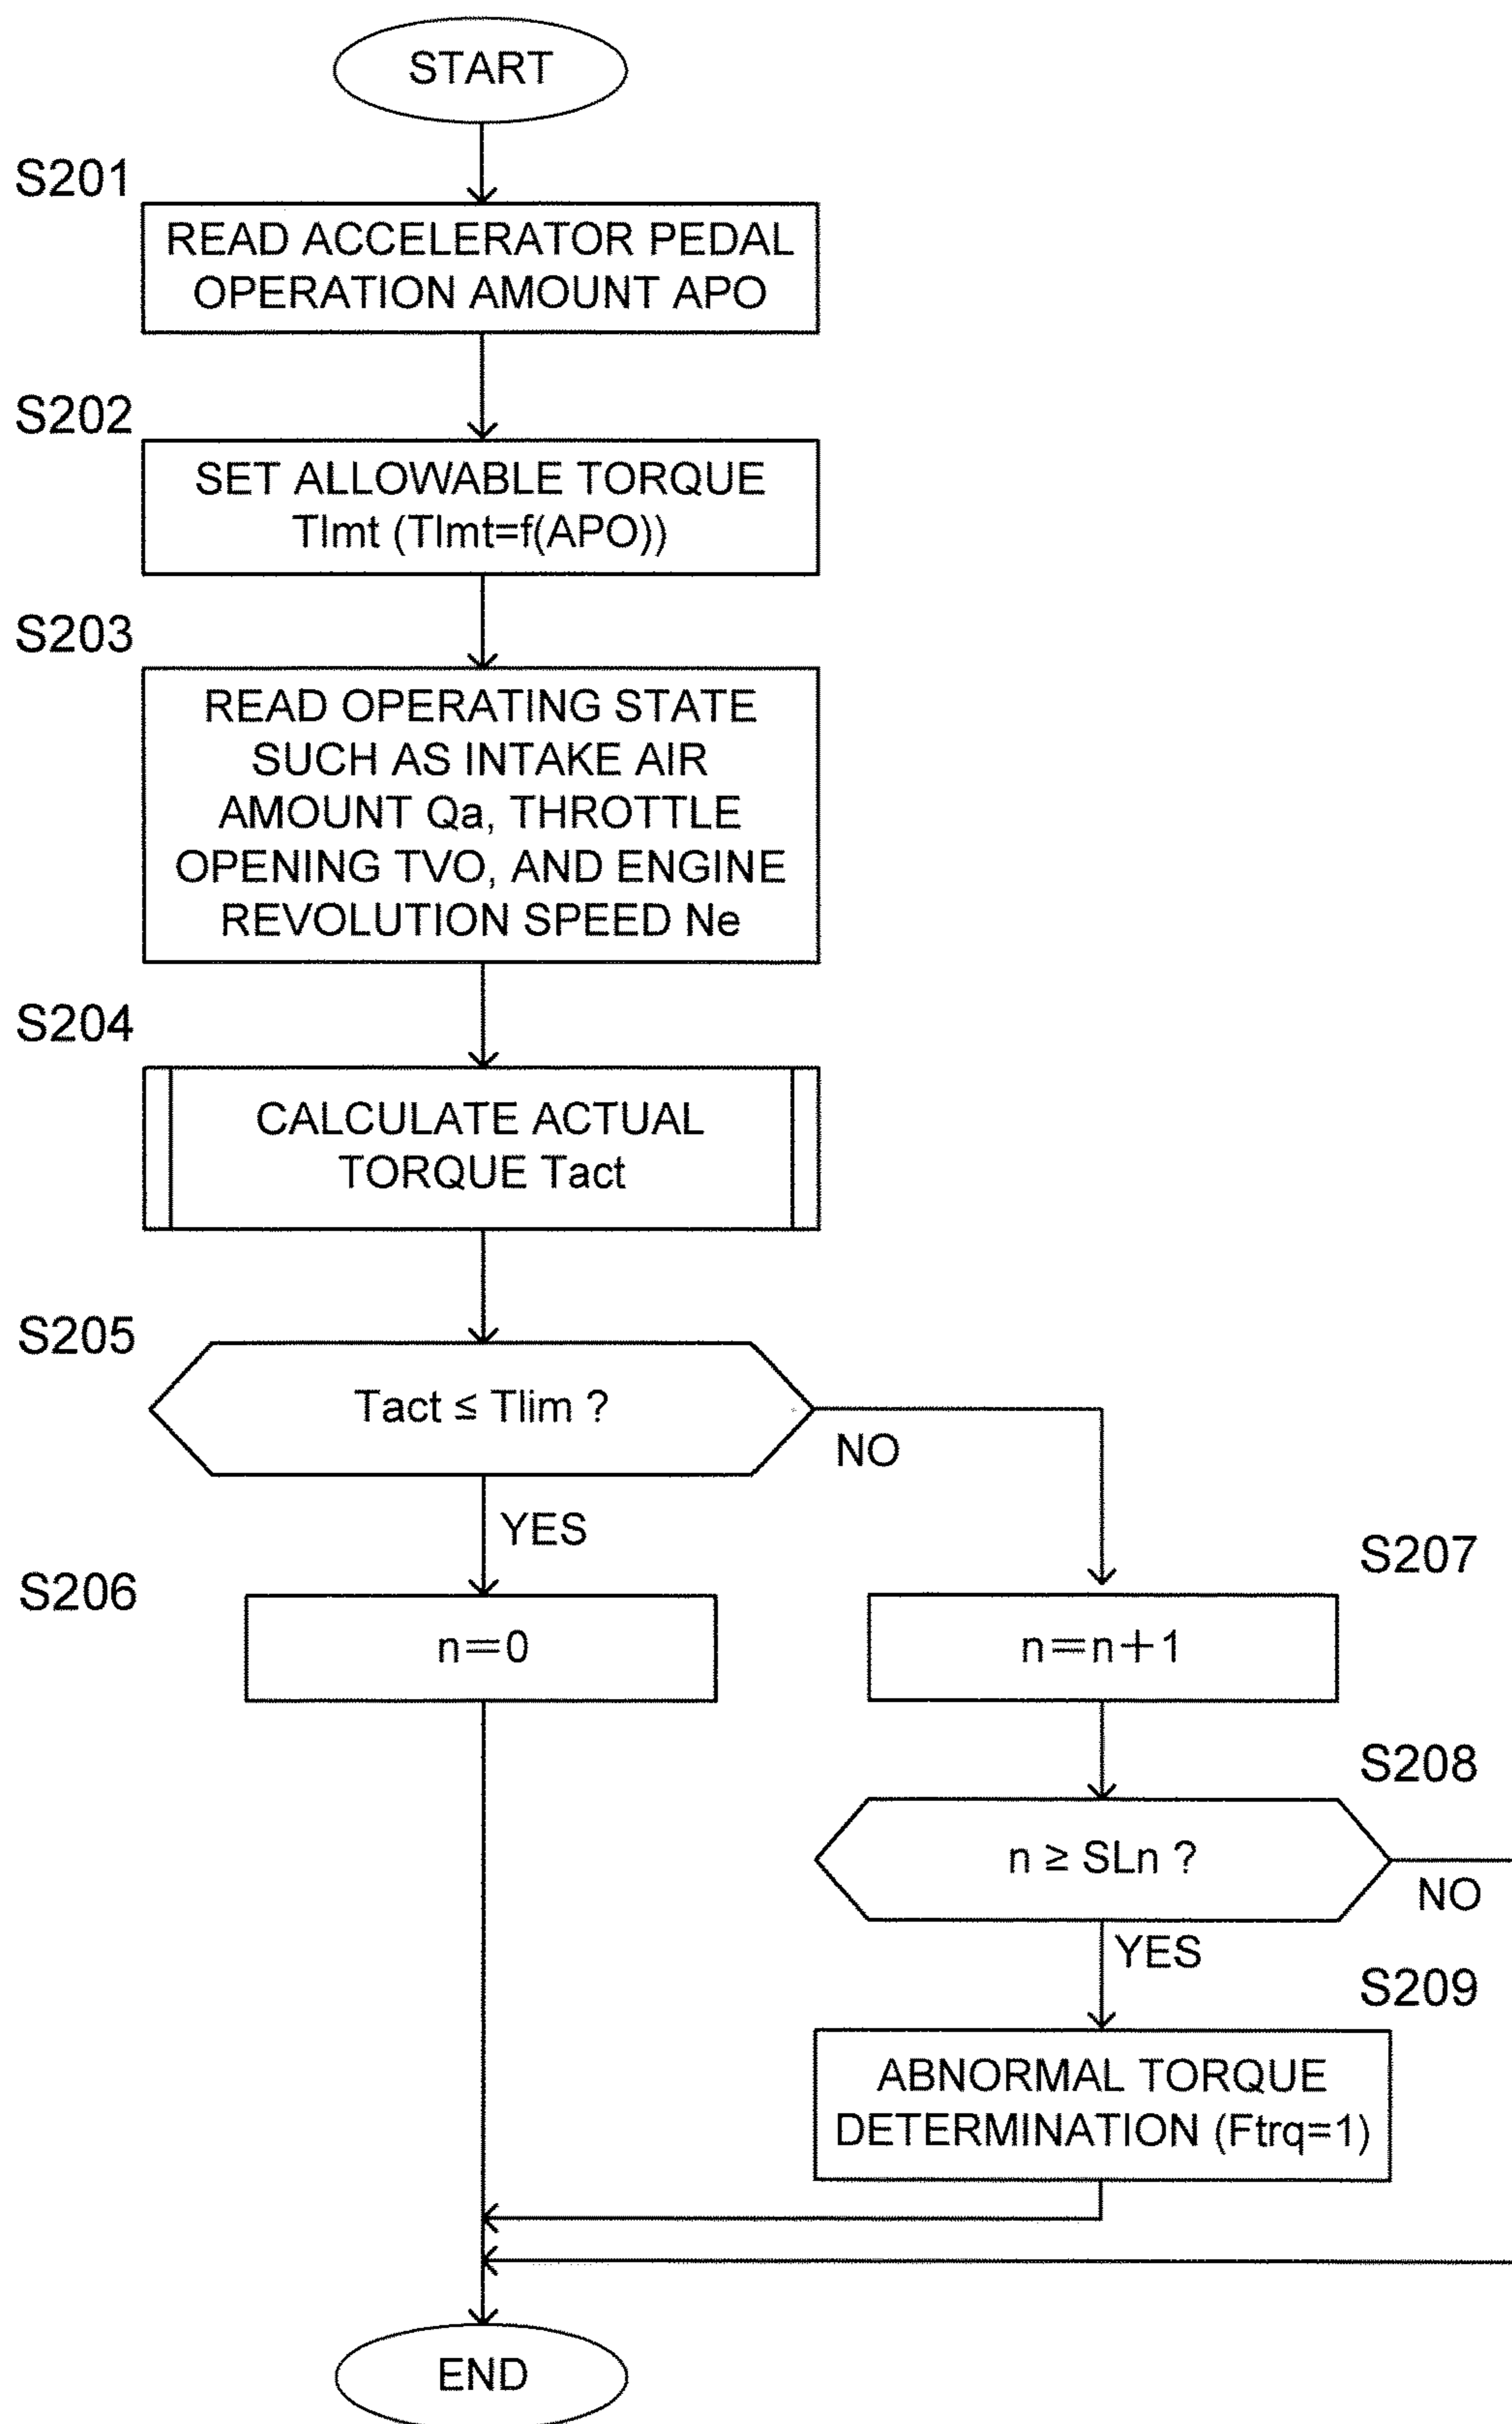 START
S201
READ ACCELERATOR PEDAL
OPERATION AMOUNT APO
S202
SET ALLOWABLE TORQUE
Tlmt (Tlmt=f(APO))
S203
READ OPERATING STATE
SUCH AS INTAKE AIR
AMOUNT Qa, THROTTLE
OPENING TVO, AND ENGINE
REVOLUTION SPEED Ne
S204
CALCULATE ACTUAL
TORQUE Tact
S205
Tact ≤ Tlim ?
NO
YES
S206
n=0
S207
n=n+1
S208
n ≥ SLn ?
NO
YES
S209
ABNORMAL TORQUE
DETERMINATION (Ftrq=1)
END